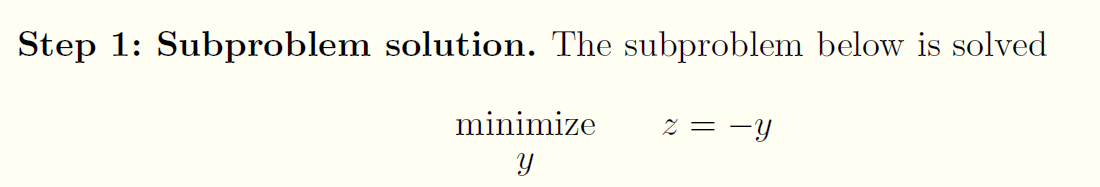 Step 1: Subproblem solution. The subproblem below is solved
minimize z = −y
y